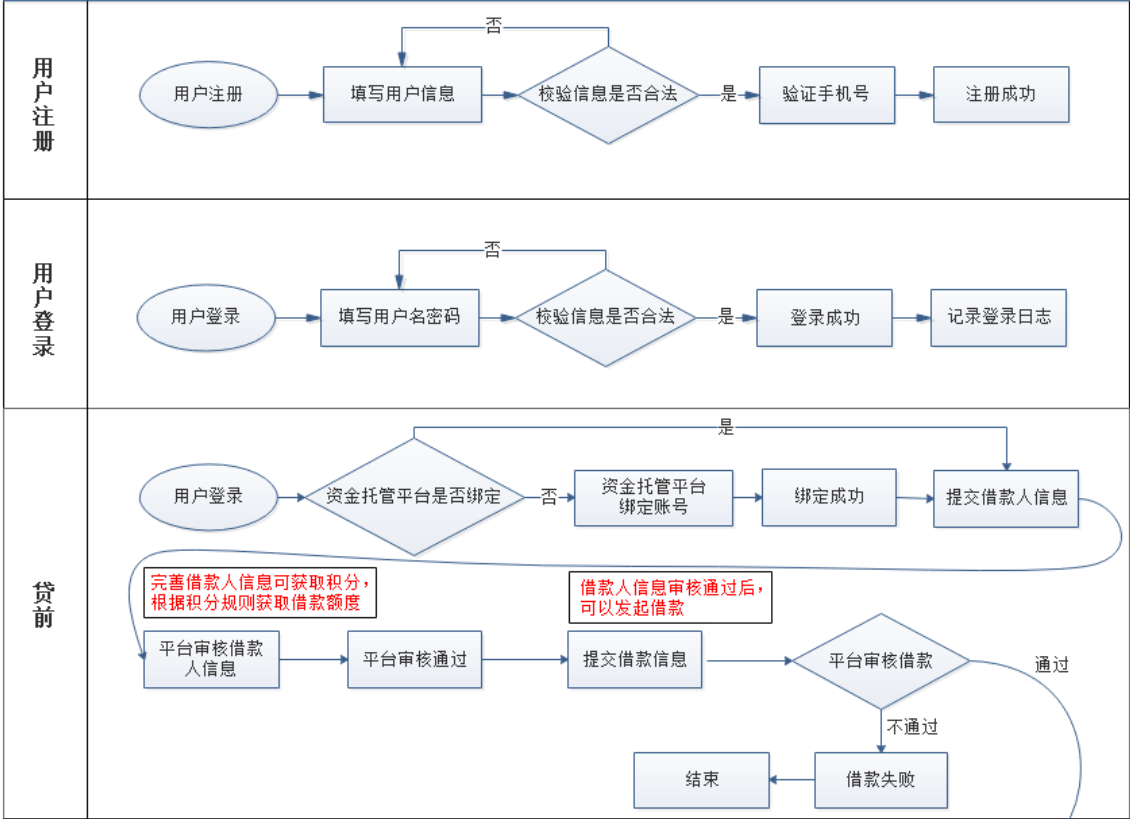 用户注册
否
用户注册
填写用户信息
校验信息是否合法
是
验证手机号
注册成功
用户登录
否
用户登录
填写用户名密码
校验信息是否合法
是
登录成功
记录登录日志
贷前
是
用户登录
资金托管平台是否绑定
否
资金托管平台
绑定账号
绑定成功
提交借款人信息
完善借款人信息可获取积分，
根据积分规则获取借款额度
借款人信息审核通过后，
可以发起借款
平台审核借款
人信息
平台审核通过
提交借款信息
平台审核借款
通过
不通过
结束
借款失败